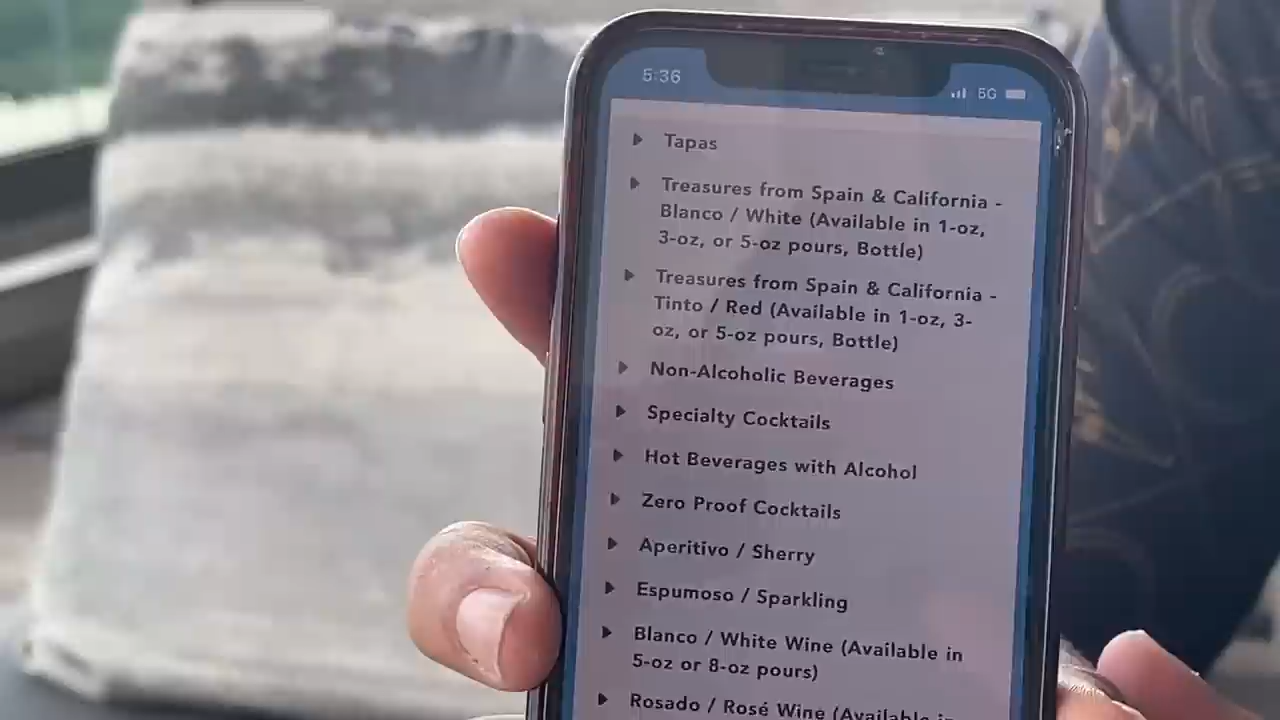 5:36
5G
Tapas
Treasures from Spain & California -
Blanco / White (Available in 1-oz,
3-oz, or 5-oz pours, Bottle)
Treasures from Spain & California -
Tinto / Red (Available in 1-oz, 3-
oz, or 5-oz pours, Bottle)
Non-Alcoholic Beverages
Specialty Cocktails
Hot Beverages with Alcohol
Zero Proof Cocktails
Aperitivo / Sherry
Espumoso / Sparkling
Blanco / White Wine (Available in
5-oz or 8-oz pours)
Rosado / Rosé Wine (Available in